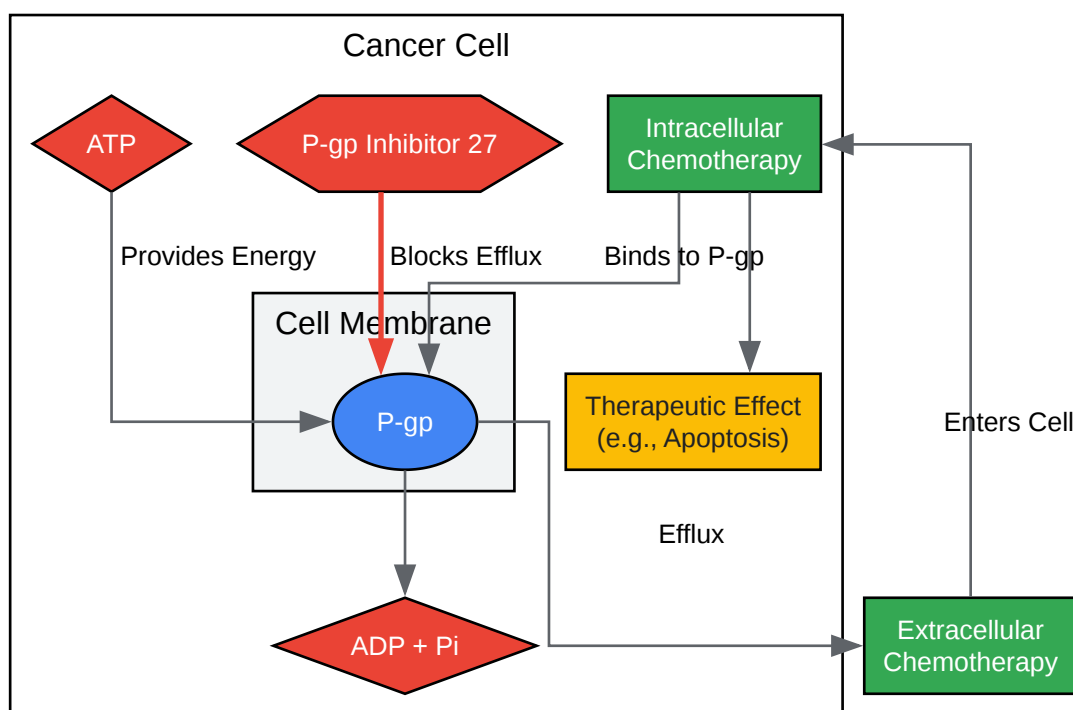 Cancer Cell
ATP
P-gp Inhibitor 27
Intracellular
Chemotherapy
Provides Energy
Blocks Efflux
Binds to P-gp
Cell Membrane
P-gp
Therapeutic Effect
(e.g., Apoptosis)
Enters Cell
Efflux
ADP + Pi
Extracellular
Chemotherapy